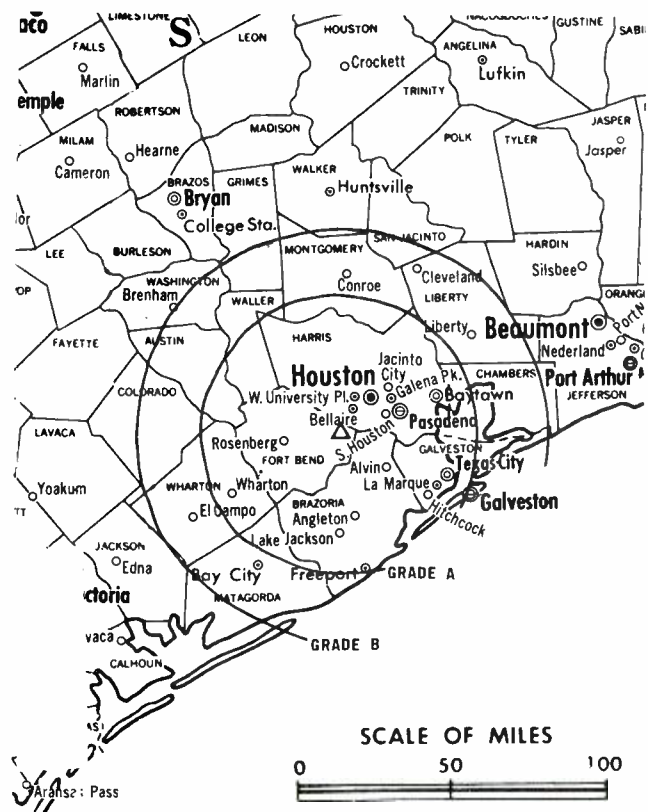 aco
LIMESTONE
S
LEON
HOUSTON
NACOGDOCHES
GUSTINE
FALLS
Marlin
Crockett
ANGELINA
Lufkin
emple
ROBERTSON
TRINITY
MADISON
POLK
TYLER
JASPER
Jasper
MILAM
Cameron
Hearne
WALKER
Huntsville
BRAZOS
GRIMES
Bryan
College Sta.
SAN JACINTO
HARDIN
Silsbee
LEE
BURLESON
MONTGOMERY
WASHINGTON
Conroe
Cleveland
Brenham
WALLER
LIBERTY
Liberty
Beaumont
Nederland
Port Arthur
JEFFERSON
FAYETTE
AUSTIN
HARRIS
CHAMBERS
Jacinto
City
Houston
Galena Pk.
W. University Pl.
Baytown
COLORADO
Bellaire
S. Houston
Pasadena
LAVACA
Rosenberg
FORT BEND
GALVESTON
Alvin
Texas City
La Marque
Yoakum
WHARTON
Wharton
El Campo
BRAZORIA
Angleton
Hitchcock
Galveston
Lake Jackson
JACKSON
Edna
Bay City
Freeport
GRADE A
ctoria
MATAGORDA
vaca
GRADE B
CALHOUN
SCALE OF MILES
Aransas Pass
0 50 100